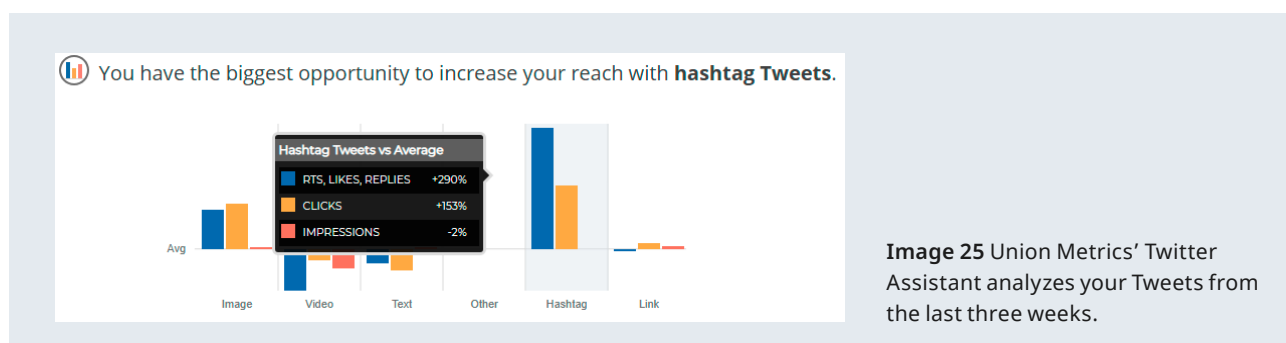 You have the biggest opportunity to increase your reach with hashtag Tweets.
Hashtag Tweets vs Average
RTS, LIKES, REPLIES +290%
CLICKS +153%
IMPRESSIONS -2%
Avg
Image Video Text Other Hashtag Link
Image 25 Union Metrics’ Twitter
Assistant analyzes your Tweets from
the last three weeks.